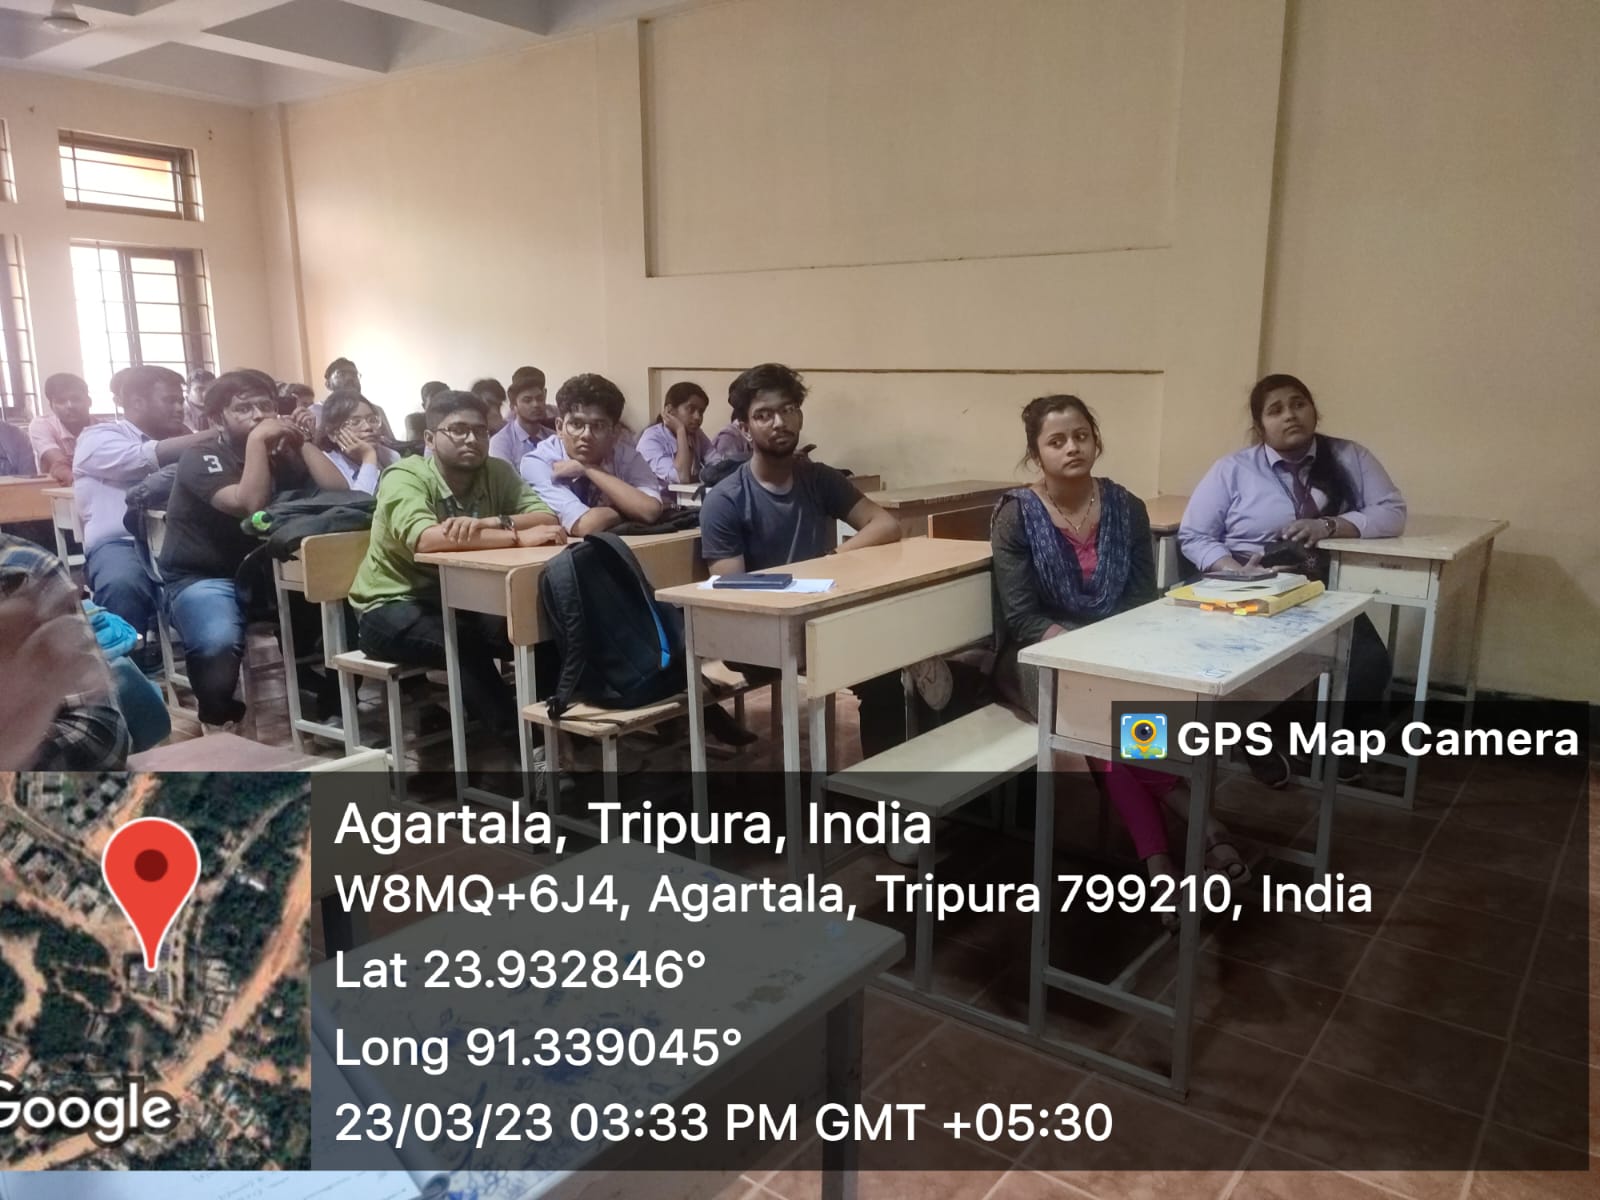 3
GPS Map Camera
Agartala, Tripura, India
W8MQ+6J4, Agartala, Tripura 799210, India
Lat 23.932846°
Long 91.339045°
23/03/23 03:33 PM GMT +05:30
Google